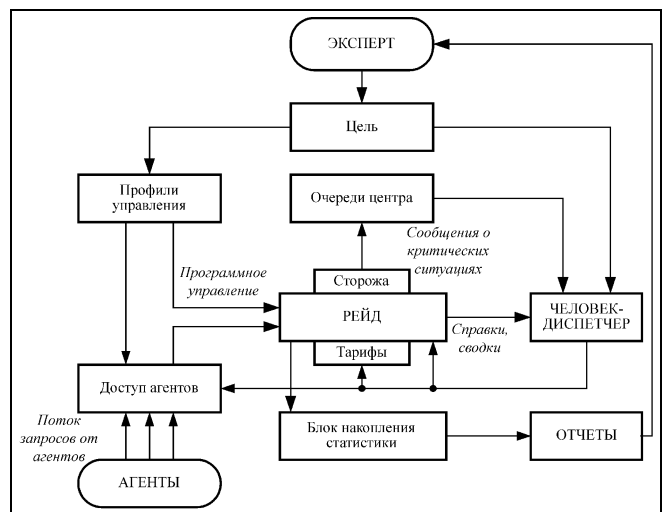 ЭКСПЕРТ
Цель
Профили
управления
Очереди центра
Сообщения о
критических
ситуациях
Программное
управление
Сторожа
РЕЙД
Тарифы
Справки,
сводки
ЧЕЛОВЕК-
ДИСПЕТЧЕР
Доступ агентов
Поток
запросов от
агентов
Блок накопления
статистики
ОТЧЕТЫ
АГЕНТЫ